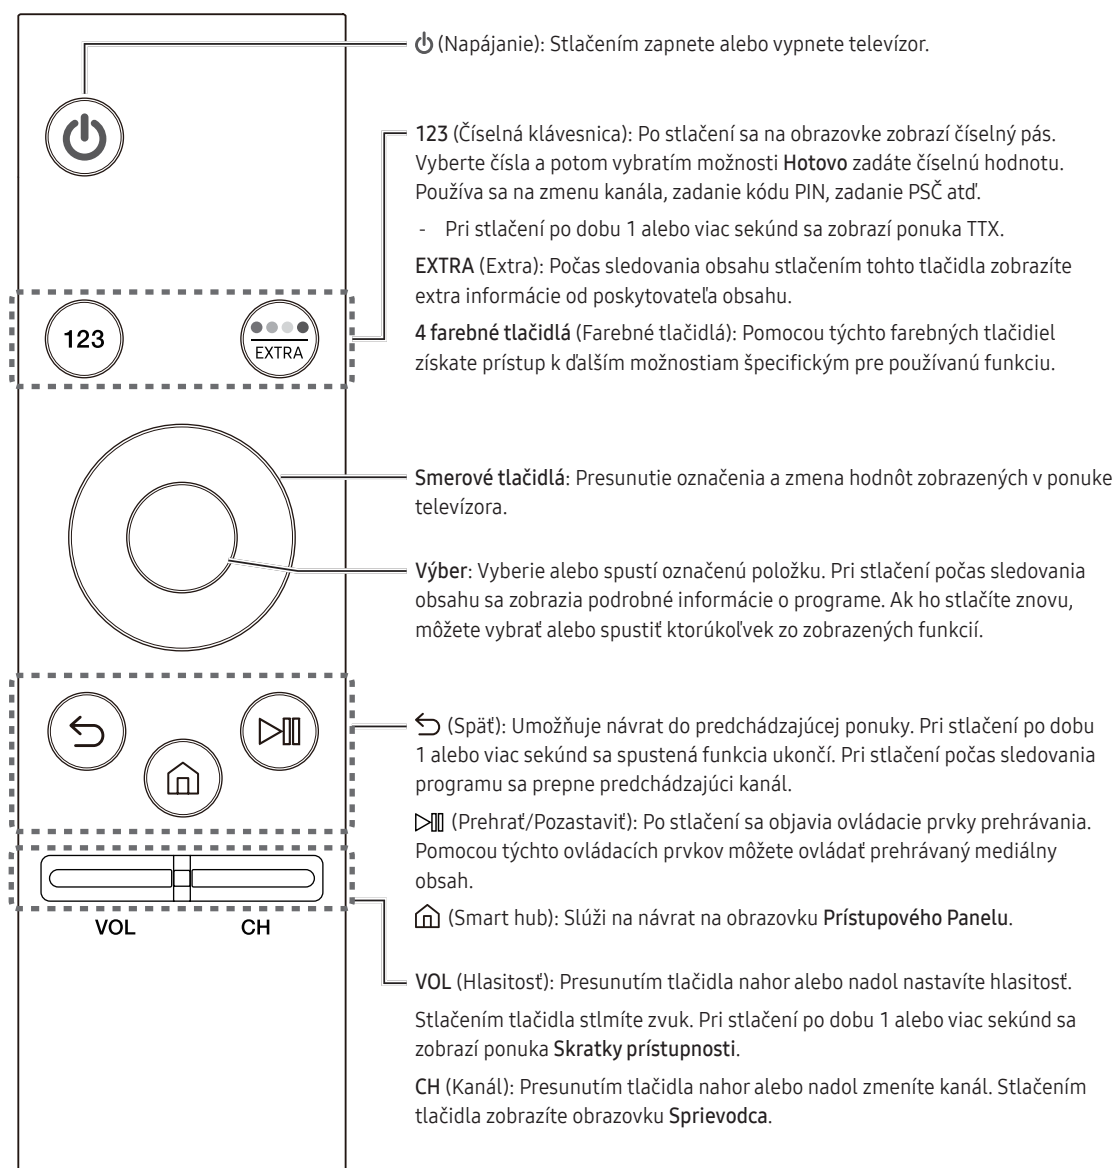 (Napájanie): Stlačením zapnete alebo vypnete televízor.
123 (Číselná klávesnica): Po stlačení sa na obrazovke zobrazí číselný pás.
Vyberte čísla a potom vybratím možnosti Hotovo zadáte číselnú hodnotu.
Používa sa na zmenu kanála, zadanie kódu PIN, zadanie PSČ atď.
- Pri stlačení po dobu 1 alebo viac sekúnd sa zobrazí ponuka TTX.
EXTRA (Extra): Počas sledovania obsahu stlačením tohto tlačidla zobrazíte
extra informácie od poskytovateľa obsahu.
4 farebné tlačidlá (Farebné tlačidlá): Pomocou týchto farebných tlačidiel
získate prístup k ďalším možnostiam špecifickým pre používanú funkciu.
123
EXTRA
Smerové tlačidlá: Presunutie označenia a zmena hodnôt zobrazených v ponuke
televízora.
Výber: Vyberie alebo spustí označenú položku. Pri stlačení počas sledovania
obsahu sa zobrazia podrobné informácie o programe. Ak ho stlačíte znovu,
môžete vybrať alebo spustiť ktorúkoľvek zo zobrazených funkcií.
(Späť): Umožňuje návrat do predchádzajúcej ponuky. Pri stlačení po dobu
1 alebo viac sekúnd sa spustená funkcia ukončí. Pri stlačení počas sledovania
programu sa prepne predchádzajúci kanál.
(Prehrať/Pozastaviť): Po stlačení sa objavia ovládacie prvky prehrávania.
Pomocou týchto ovládacích prvkov môžete ovládať prehrávaný mediálny
obsah.
(Smart hub): Slúži na návrat na obrazovku Prístupového Panelu.
VOL
CH
VOL (Hlasitosť): Presunutím tlačidla nahor alebo nadol nastavíte hlasitosť.
Stlačením tlačidla stlmíte zvuk. Pri stlačení po dobu 1 alebo viac sekúnd sa
zobrazí ponuka Skratky prístupnosti.
CH (Kanál): Presunutím tlačidla nahor alebo nadol zmeníte kanál. Stlačením
tlačidla zobrazíte obrazovku Sprievodca.